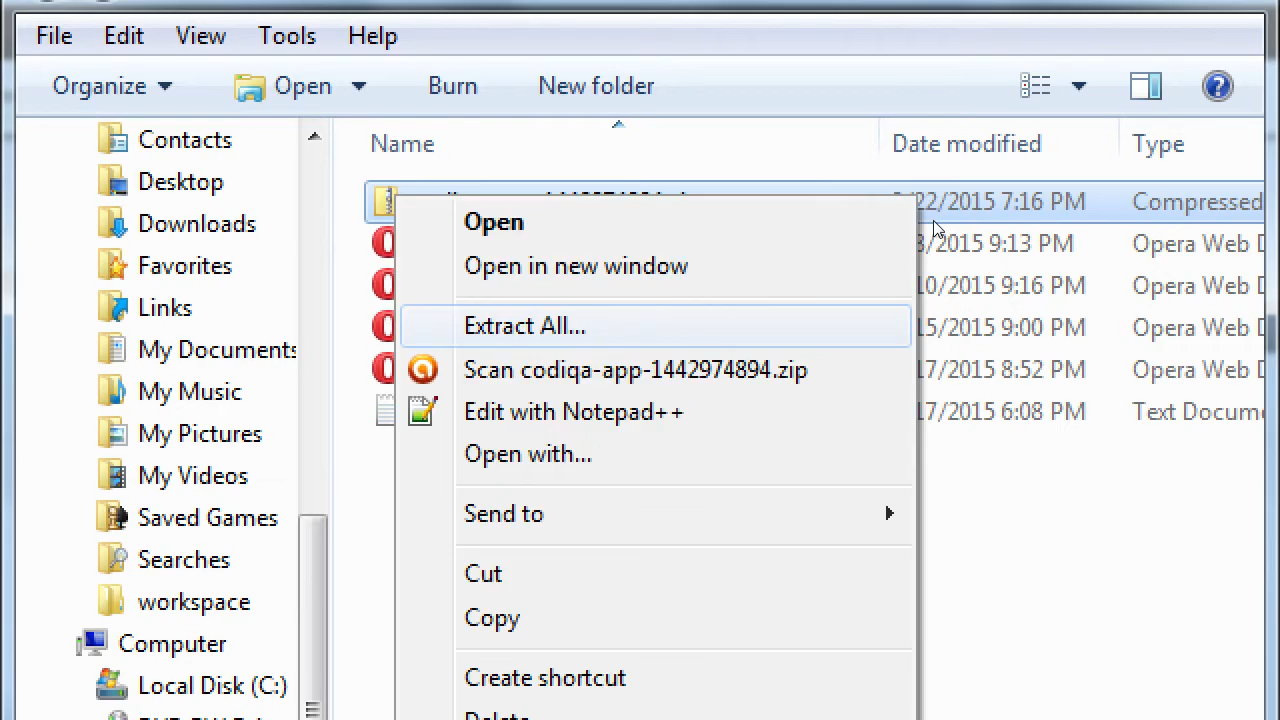 File Edit View Tools Help
Organize Open Burn New folder
Name Date modified Type
Contacts
Desktop
Downloads
Favorites
Links
My Documents
My Music
My Pictures
My Videos
Saved Games
Searches
workspace
Computer
Local Disk (C:)
/22/2015 7:16 PM Compressed
/2015 9:13 PM Opera Web D
10/2015 9:16 PM Opera Web D
15/2015 9:00 PM Opera Web D
17/2015 8:52 PM Opera Web D
17/2015 6:08 PM Text Docume
Open
Open in new window
Extract All...
Scan codiqa-app-1442974894.zip
Edit with Notepad++
Open with...
Send to
Cut
Copy
Create shortcut
Delete